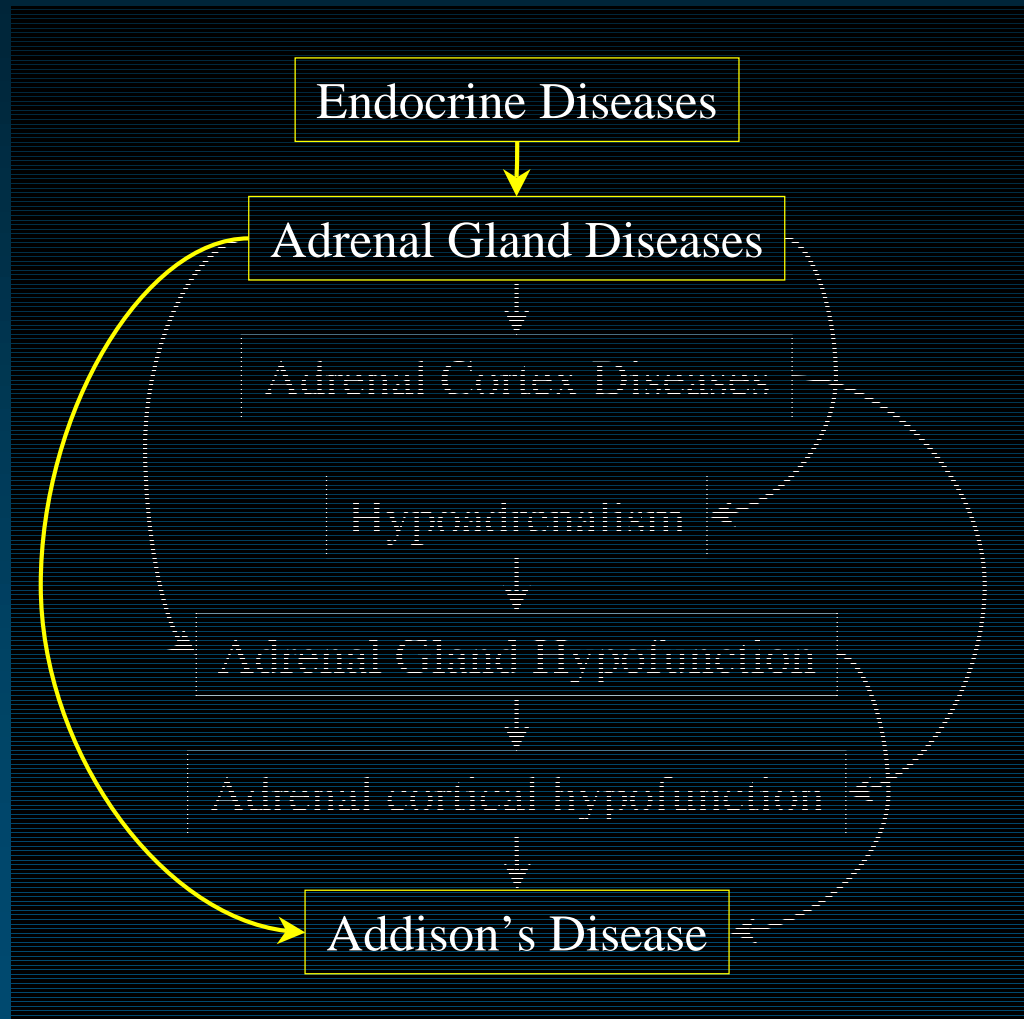 Endocrine Diseases
Adrenal Gland Diseases
Adrenal Cortex Diseases
Hypoadrenalism
Adrenal Gland Hypofunction
Adrenal cortical hypofunction
Addison’s Disease